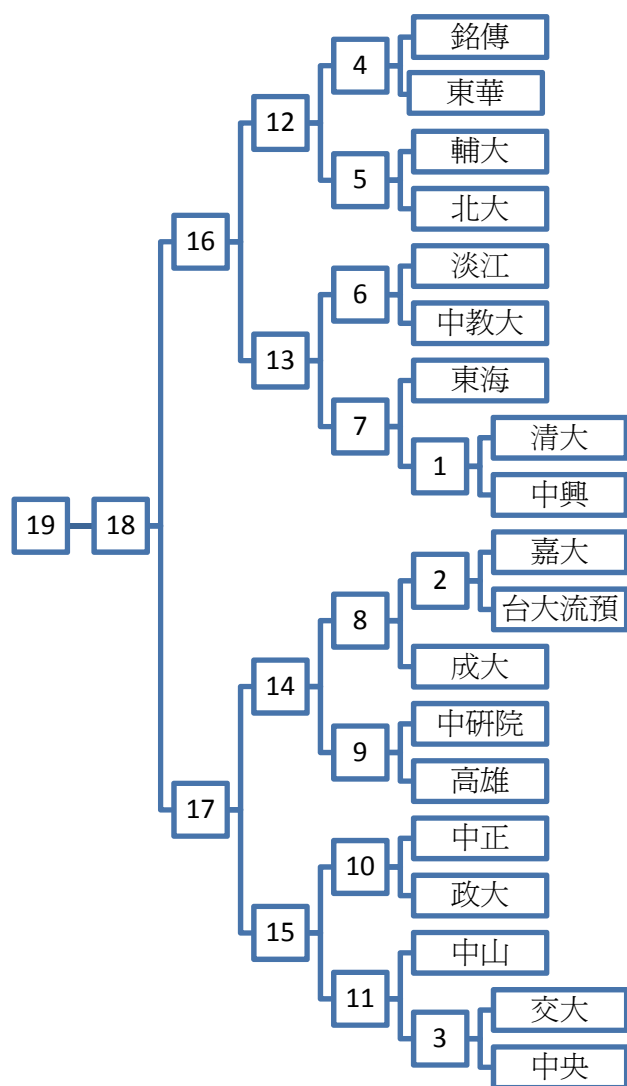 銘傳
4
東華
12
輔大
5
北大
16
淡江
6
中教大
13
東海
7
清大
1
中興
19
18
嘉大
2
台大流預
8
成大
14
中研院
9
高雄
17
中正
10
政大
15
中山
11
交大
3
中央